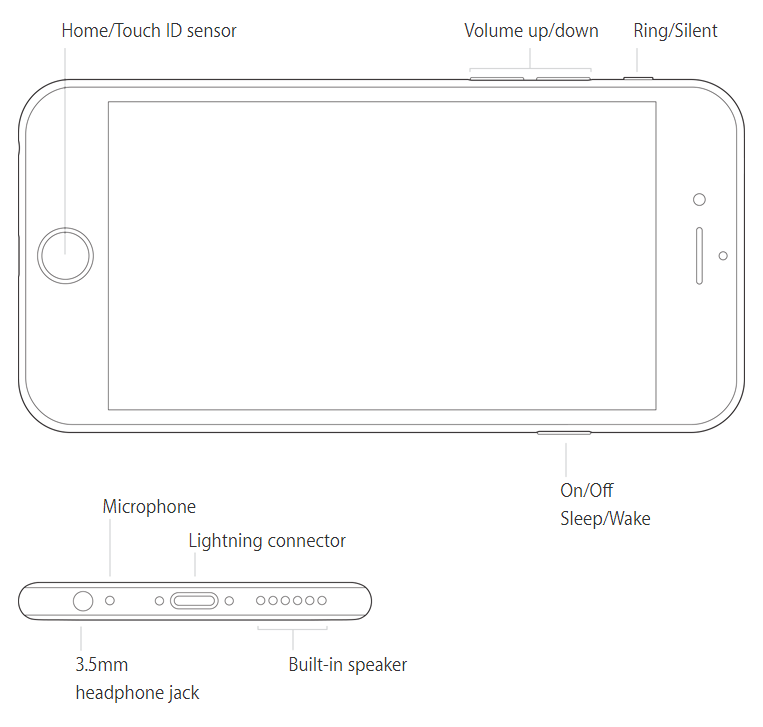 Home/Touch ID sensor
Volume up/down
Ring/Silent
On/Off
Sleep/Wake
Microphone
Lightning connector
3.5mm
headphone jack
Built-in speaker